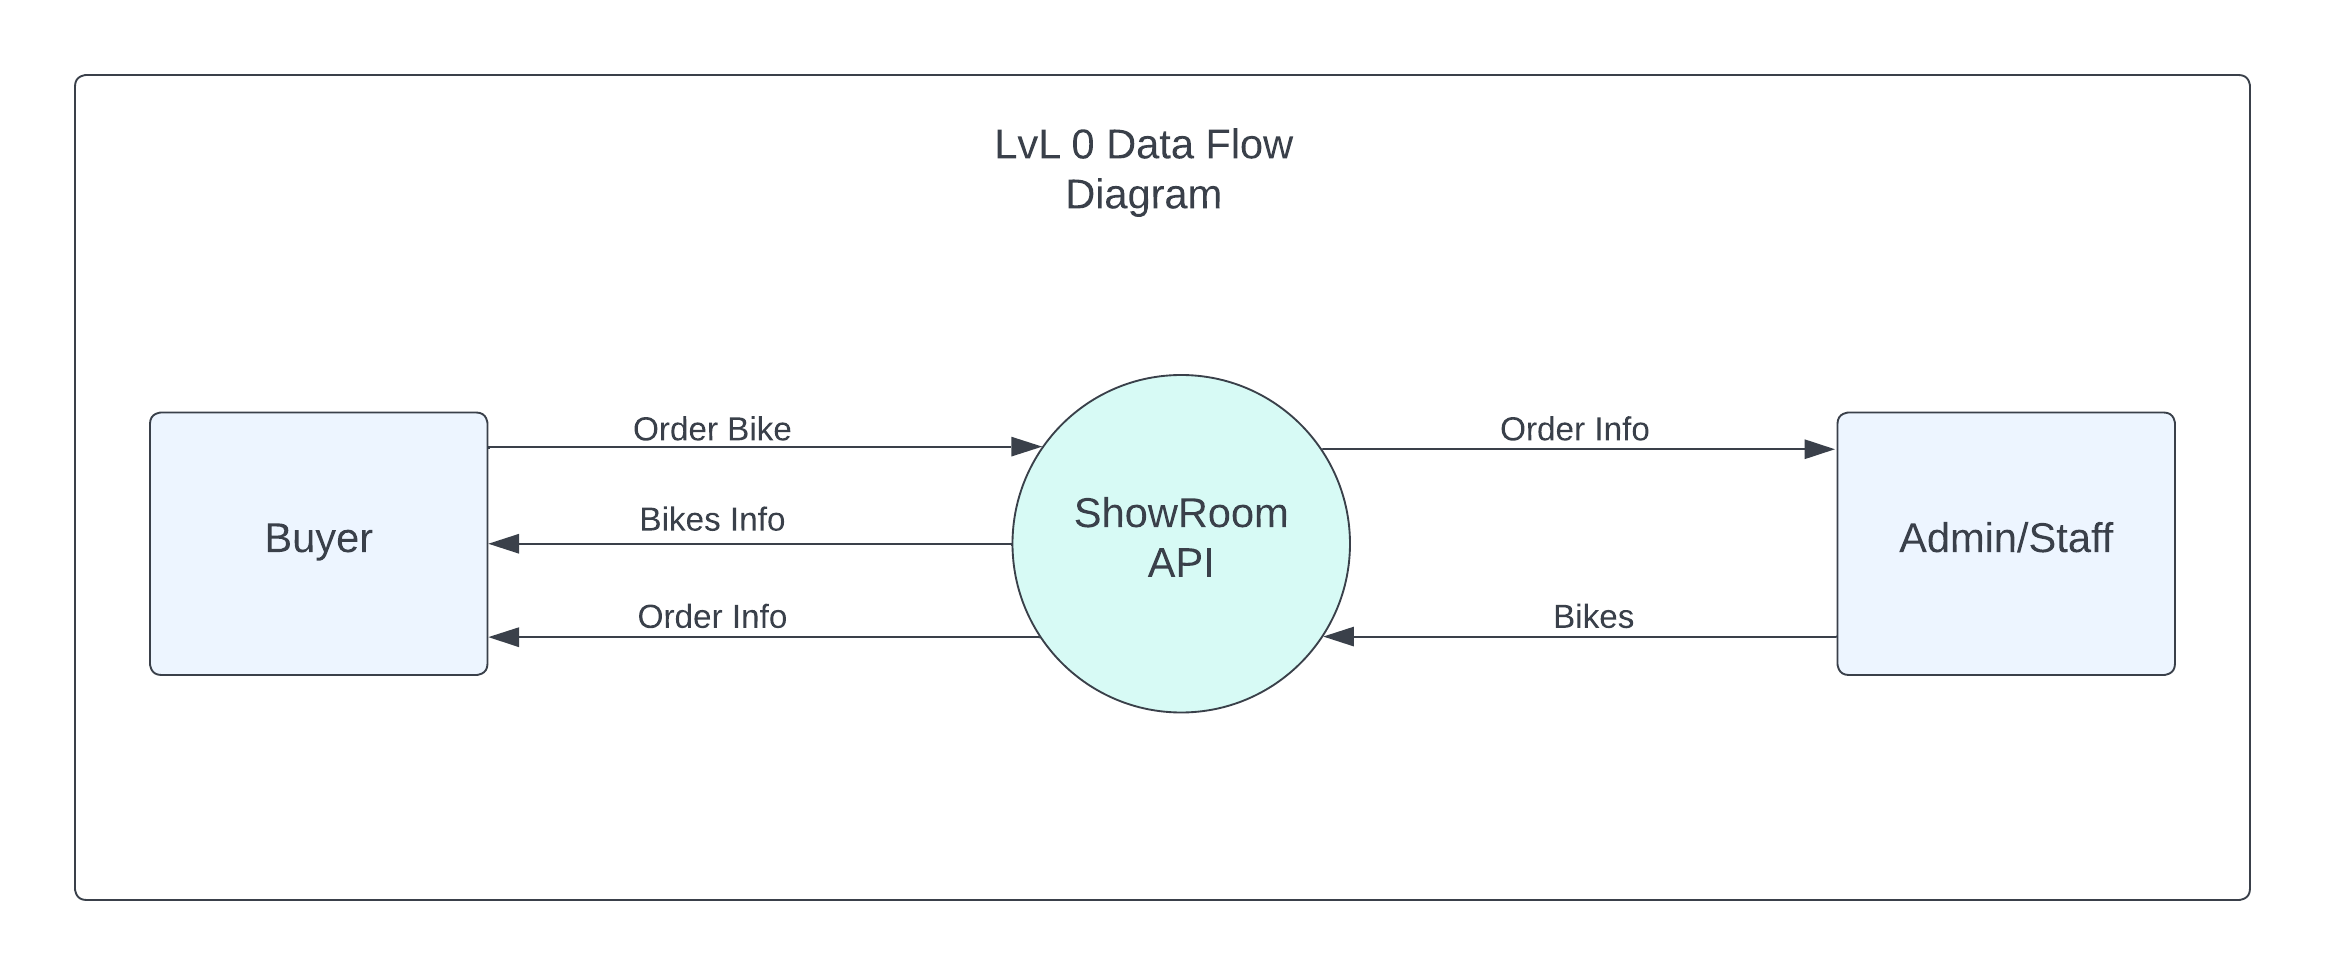 LvL 0 Data Flow
Diagram
Order Bike
Order Info
Bikes Info
Buyer
ShowRoom
API
Admin/Staff
Order Info
Bikes